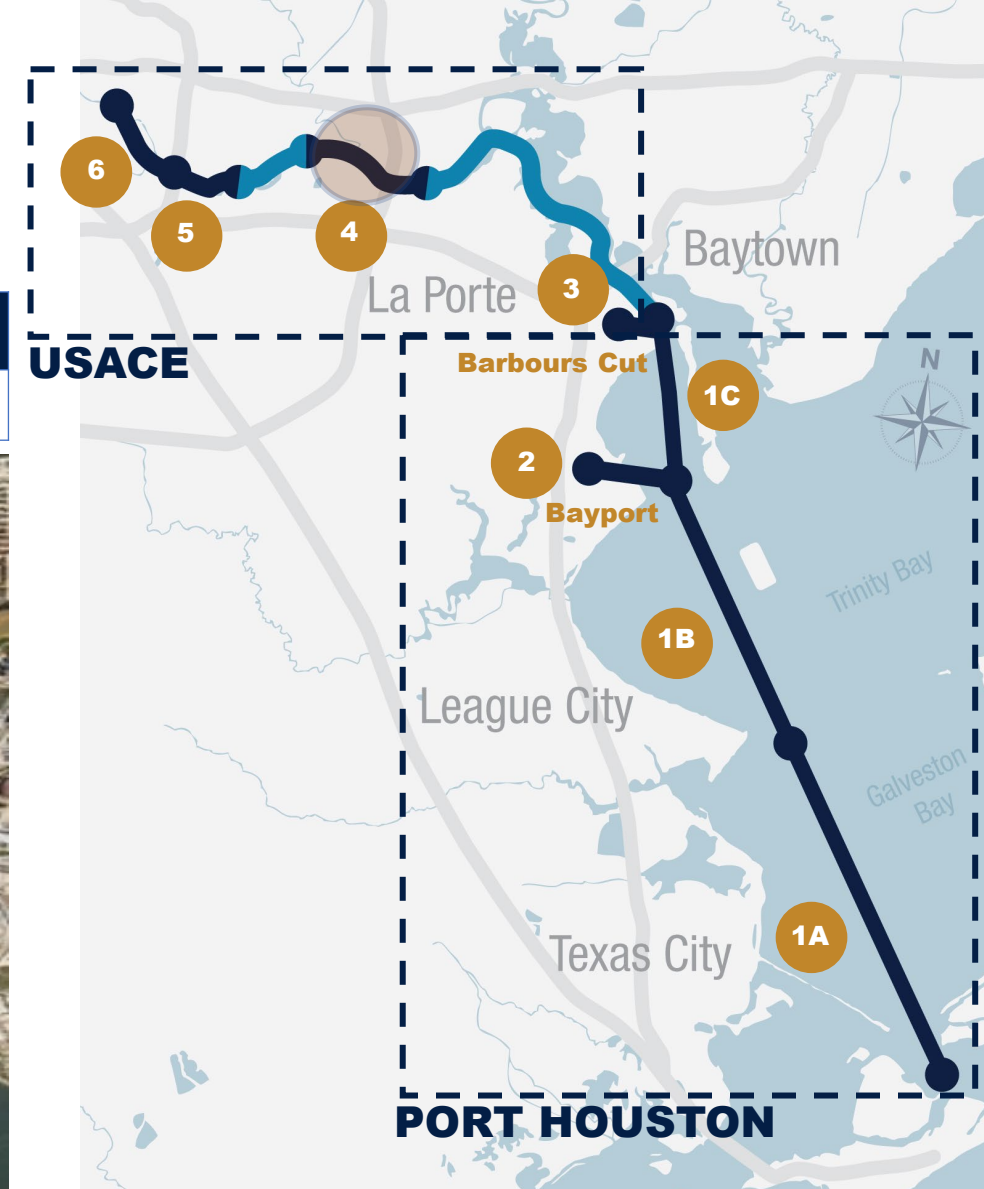 6
5
4
Baytown
La Porte
3
USACE
Barbours Cut
N
1C
2
Bayport
Trinity Bay
1B
League City
Galveston
Bay
1A
Texas City
PORT HOUSTON